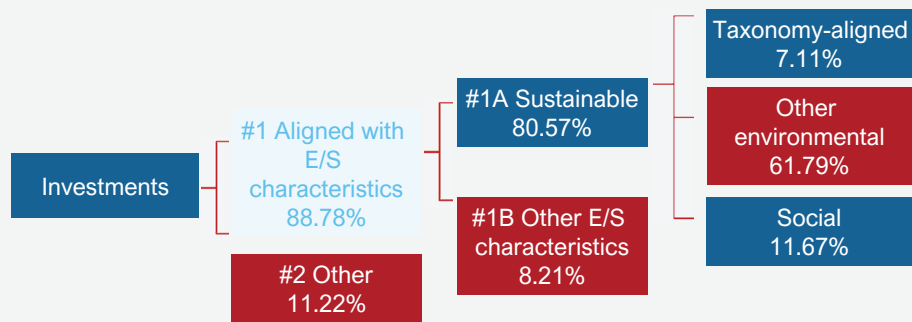 Investments
#1 Aligned with
E/S
characteristics
88.78%
#2 Other
11.22%
#1A Sustainable
80.57%
#1B Other E/S
characteristics
8.21%
Taxonomy-aligned
7.11%
Other
environmental
61.79%
Social
11.67%